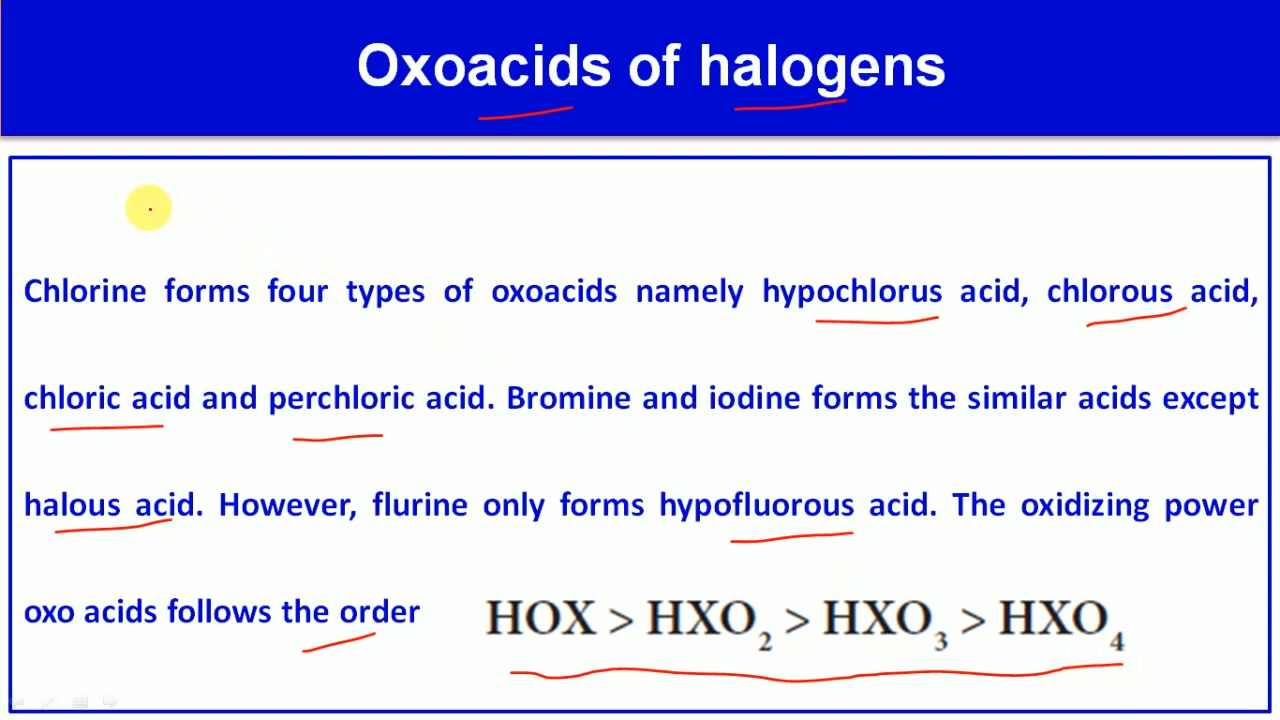 Oxoacids of halogens
Chlorine forms four types of oxoacids namely hypochlorus acid, chlorous acid,
chloric acid and perchloric acid. Bromine and iodine forms the similar acids except
halous acid. However, flurine only forms hypofluorous acid. The oxidizing power
oxo acids follows the order HOX > HXO₂ > HXO₃ > HXO₄